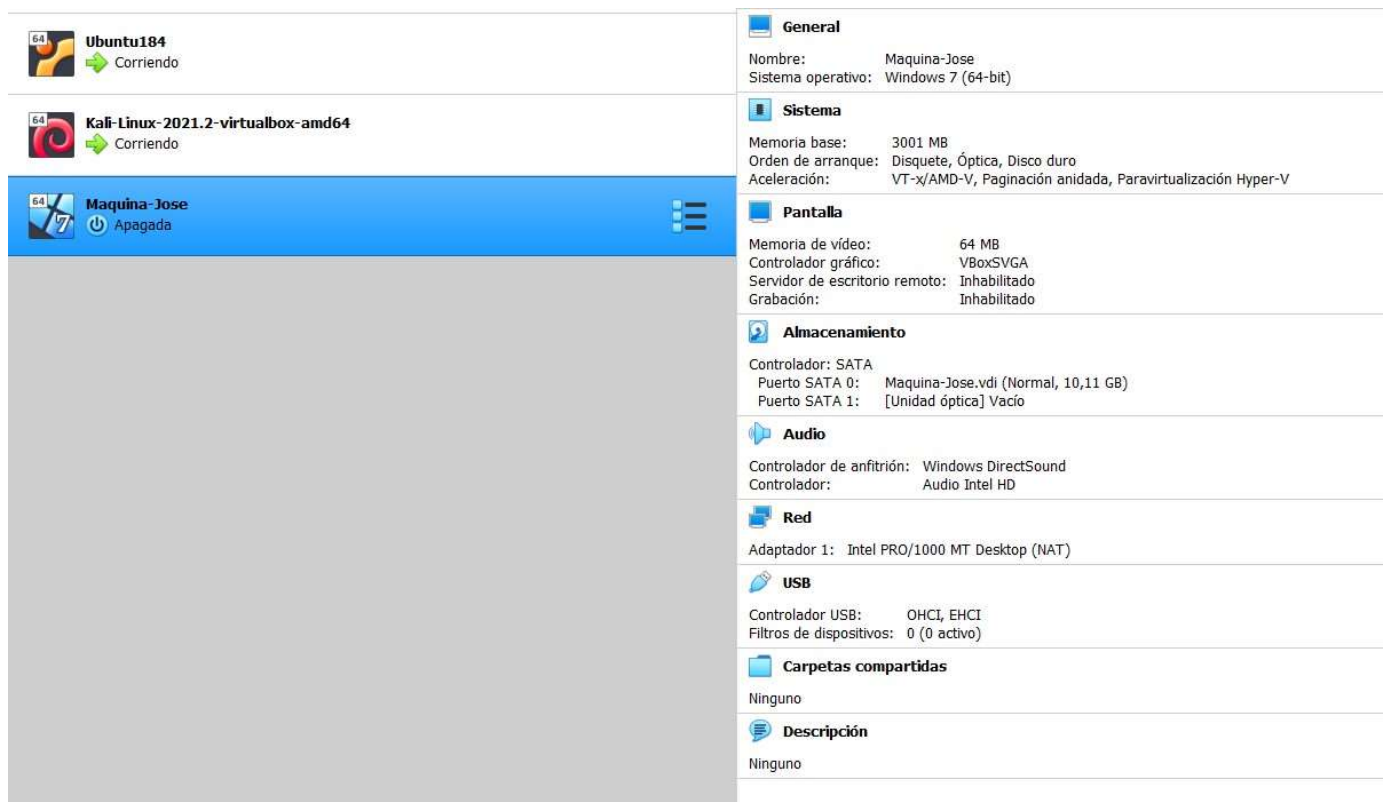 64
Ubuntu184
Corriendo
64
Kali-Linux-2021.2-virtualbox-amd64
Corriendo
64
7
Maquina-Jose
Apagada
General
Nombre: Maquina-Jose
Sistema operativo: Windows 7 (64-bit)
Sistema
Memoria base: 3001 MB
Orden de arranque: Disquete, Óptica, Disco duro
Aceleración: VT-x/AMD-V, Paginación anidada, Paravirtualización Hyper-V
Pantalla
Memoria de vídeo: 64 MB
Controlador gráfico: VBoxSVGA
Servidor de escritorio remoto: Inhabilitado
Grabación: Inhabilitado
Almacenamiento
Controlador: SATA
Puerto SATA 0: Maquina-Jose.vdi (Normal, 10,11 GB)
Puerto SATA 1: [Unidad óptica] Vacío
Audio
Controlador de anfitrión: Windows DirectSound
Controlador: Audio Intel HD
Red
Adaptador 1: Intel PRO/1000 MT Desktop (NAT)
USB
Controlador USB: OHCI, EHCI
Filtros de dispositivos: 0 (0 activo)
Carpetas compartidas
Ninguno
Descripción
Ninguno